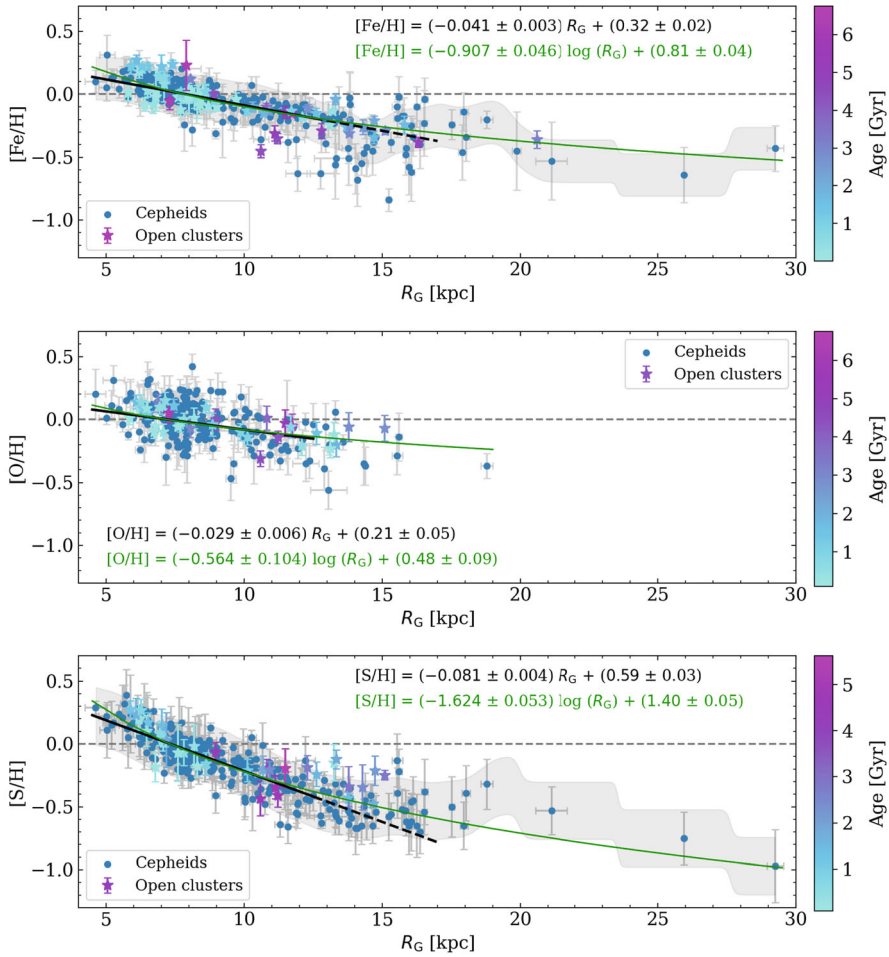 [Fe/H] = (−0.041 ± 0.003) R_G + (0.32 ± 0.02)
[Fe/H] = (−0.907 ± 0.046) log (R_G) + (0.81 ± 0.04)
0.5
0.0
−0.5
−1.0
[Fe/H]
Cepheids
Open clusters
5 10 15 20 25 30
R_G [kpc]
6
5
4
3
2
1
Age [Gyr]
0.5
0.0
−0.5
−1.0
[O/H]
Cepheids
Open clusters
[O/H] = (−0.029 ± 0.006) R_G + (0.21 ± 0.05)
[O/H] = (−0.564 ± 0.104) log (R_G) + (0.48 ± 0.09)
5 10 15 20 25 30
R_G [kpc]
6
5
4
3
2
1
Age [Gyr]
[S/H] = (−0.081 ± 0.004) R_G + (0.59 ± 0.03)
[S/H] = (−1.624 ± 0.053) log (R_G) + (1.40 ± 0.05)
0.5
0.0
−0.5
−1.0
[S/H]
Cepheids
Open clusters
5 10 15 20 25 30
R_G [kpc]
5
4
3
2
1
Age [Gyr]